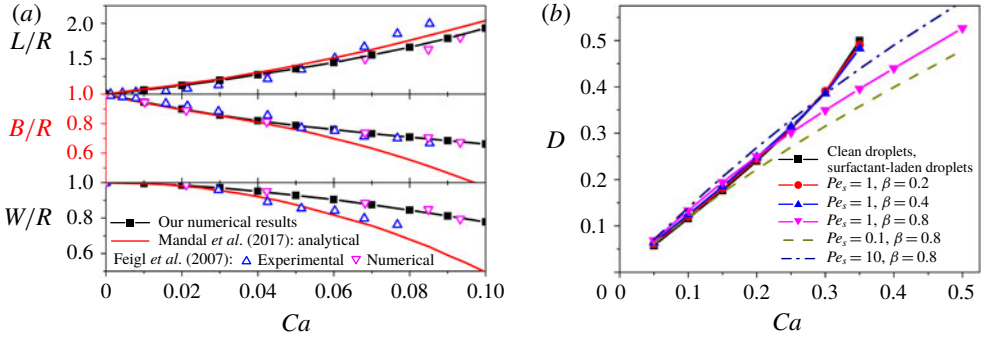 (a)
L/R
2.0
1.5
1.0
B/R
0.8
0.6
W/R
1.0
0.8
0.6
Our numerical results
Mandal et al. (2017): analytical
Feigl et al. (2007): Experimental Numerical
0 0.02 0.04 0.06 0.08 0.10
Ca
(b)
D
0.5
0.4
0.3
0.2
0.1
0
Clean droplets,
surfactant-laden droplets
Pes = 1, β = 0.2
Pes = 1, β = 0.4
Pes = 1, β = 0.8
Pes = 0.1, β = 0.8
Pes = 10, β = 0.8
0 0.1 0.2 0.3 0.4 0.5
Ca